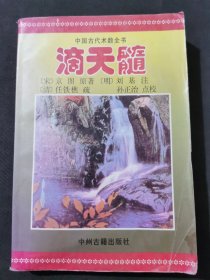 中国古代术数全书
滴天髓
[宋]京图 原著 [明]刘基 注
[清]任铁樵 疏 孙正治 点校
中州古籍出版社